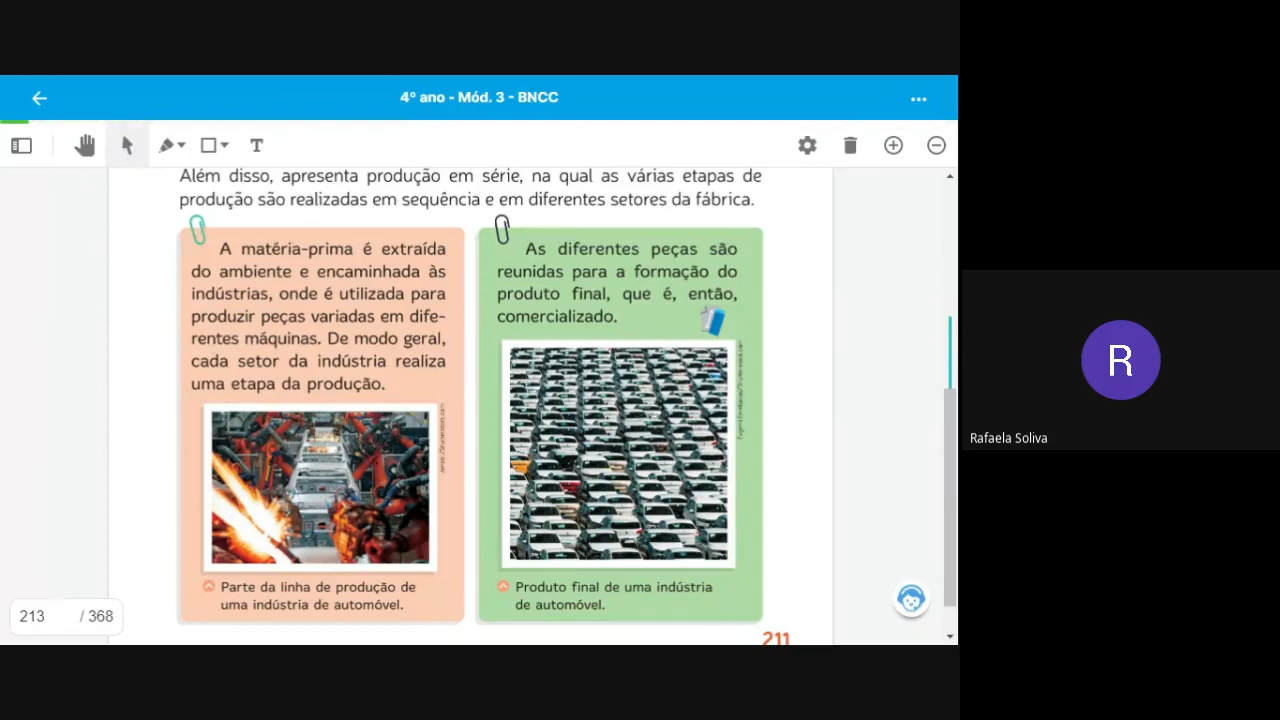 4º ano - Mód. 3 - BNCC
T
Além disso, apresenta produção em série, na qual as várias etapas de
produção são realizadas em sequência e em diferentes setores da fábrica.
A matéria-prima é extraída
do ambiente e encaminhada às
indústrias, onde é utilizada para
produzir peças variadas em dife-
rentes máquinas. De modo geral,
cada setor da indústria realiza
uma etapa da produção.
Parte da linha de produção de
uma indústria de automóvel.
As diferentes peças são
reunidas para a formação do
produto final, que é, então,
comercializado.
Produto final de uma indústria
de automóvel.
213 / 368
211
R
Rafaela Soliva